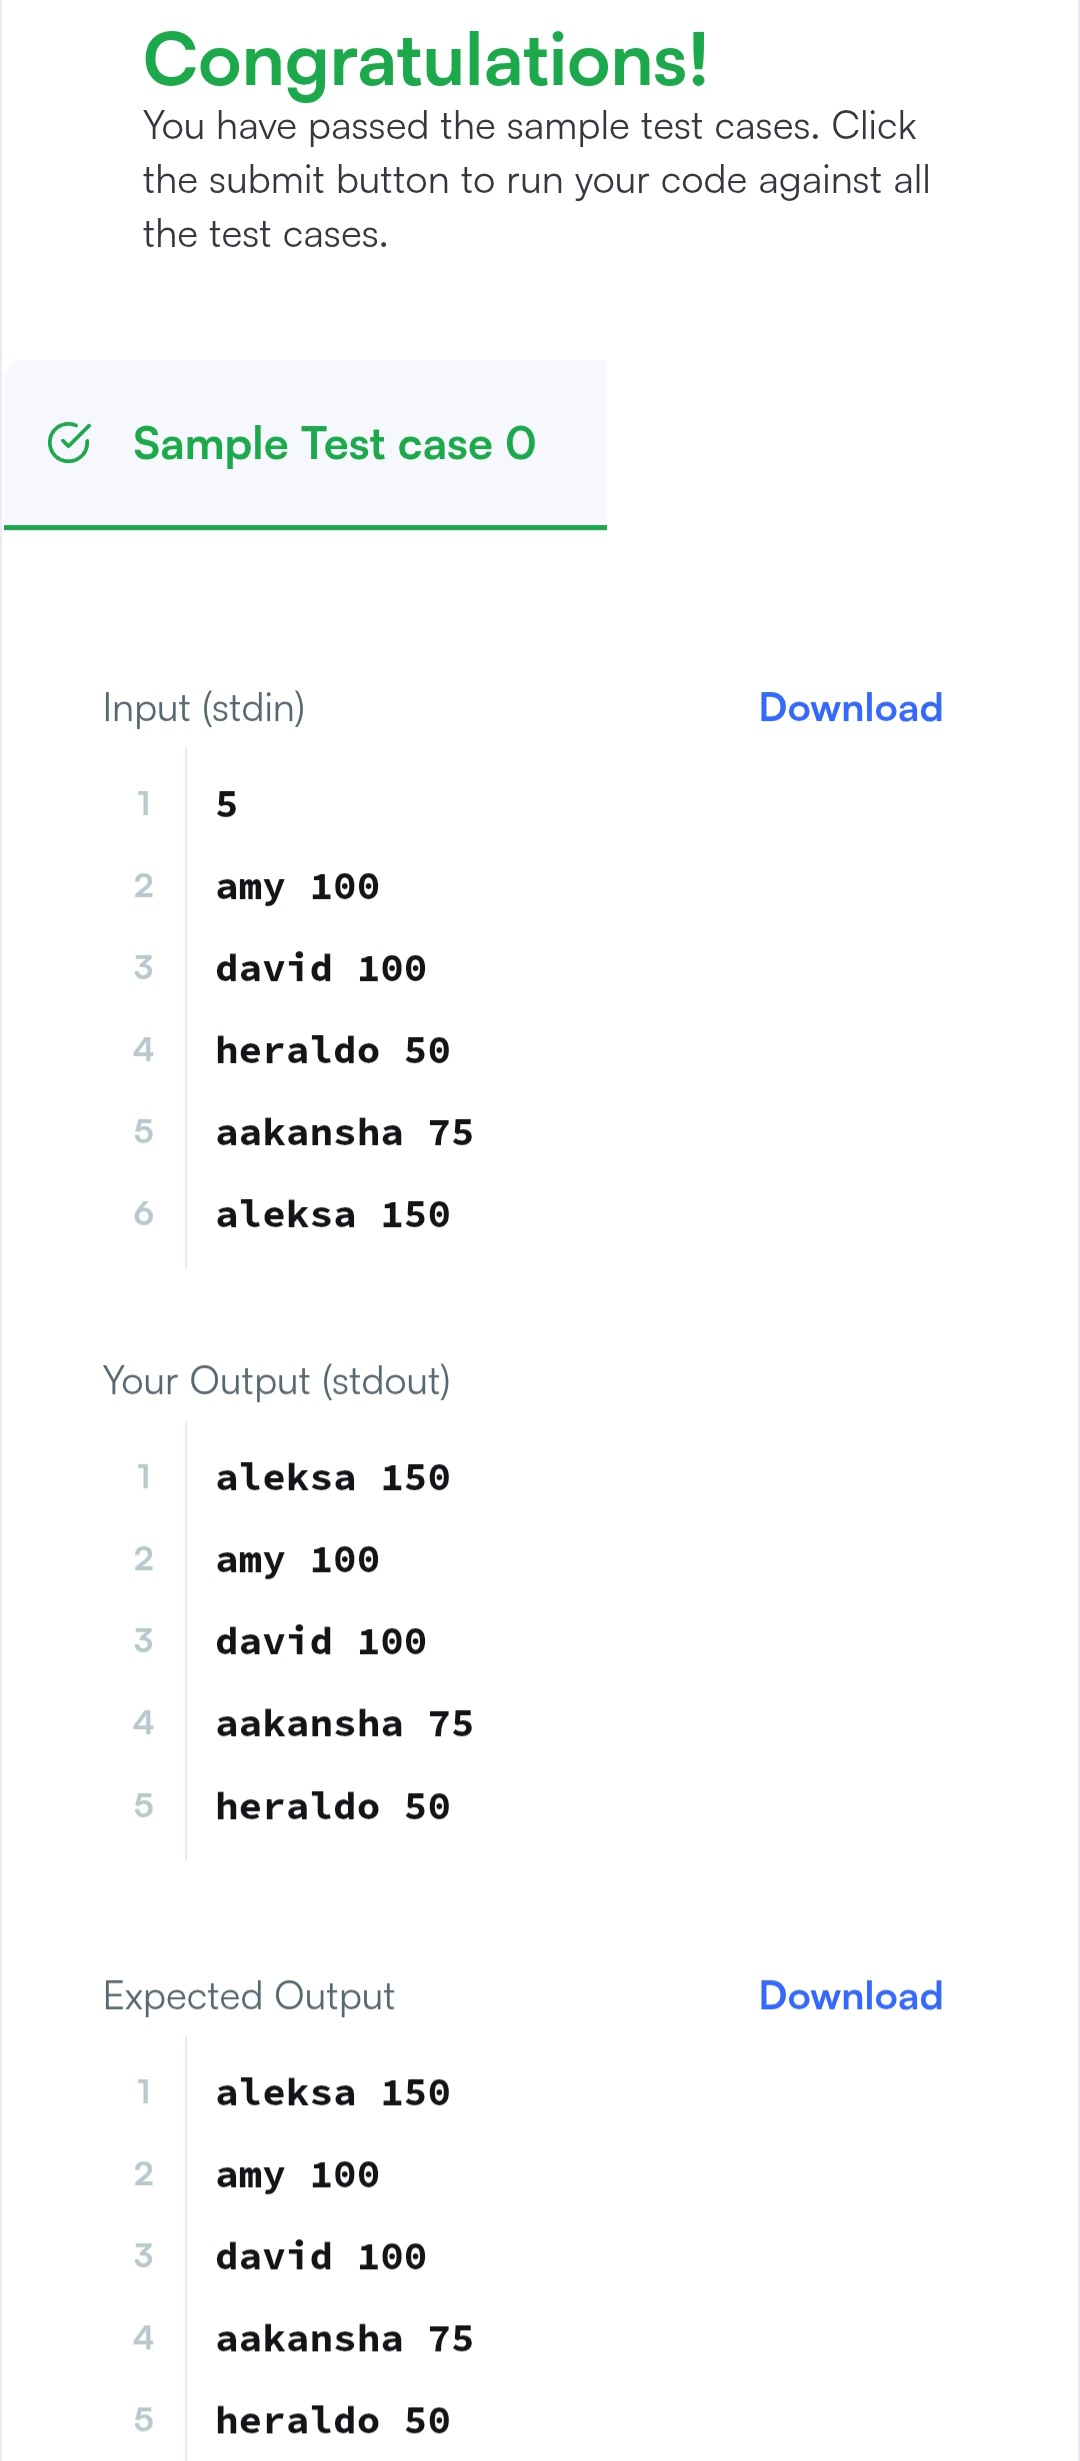 Congratulations!
You have passed the sample test cases. Click
the submit button to run your code against all
the test cases.
Sample Test case 0
Input (stdin) Download
1 5
2 amy 100
3 david 100
4 heraldo 50
5 aakansha 75
6 aleksa 150
Your Output (stdout)
1 aleksa 150
2 amy 100
3 david 100
4 aakansha 75
5 heraldo 50
Expected Output Download
1 aleksa 150
2 amy 100
3 david 100
4 aakansha 75
5 heraldo 50